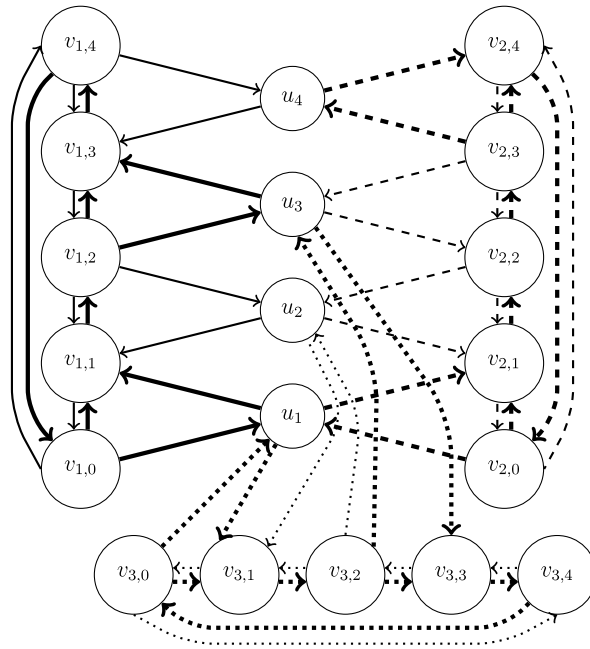 v₁,₄ v₂,₄
u₄
v₁,₃ v₂,₃
u₃
v₁,₂ v₂,₂
u₂
v₁,₁ v₂,₁
u₁
v₁,₀ v₂,₀
v₃,₀ v₃,₁ v₃,₂ v₃,₃ v₃,₄